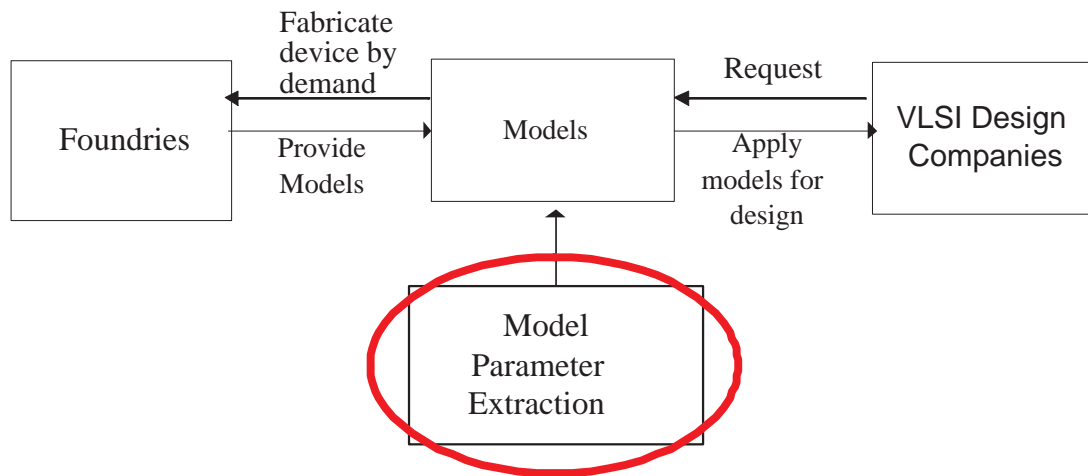 Fabricate
device by
demand
Foundries
Provide
Models
Models
Request
Apply
models for
design
VLSI Design
Companies
Model
Parameter
Extraction